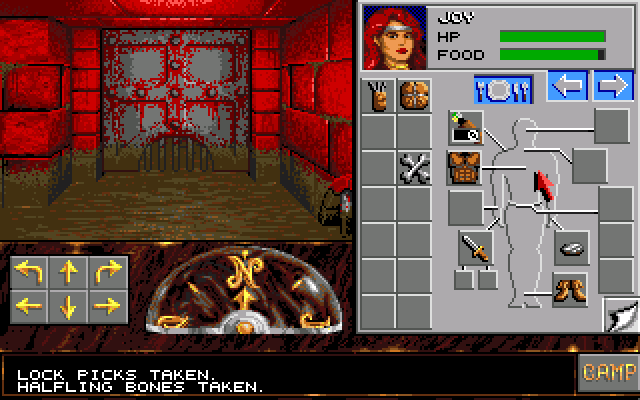 JOY
HP
FOOD
N
LOCK PICKS TAKEN.
HALFLING BONES TAKEN.
CAMP